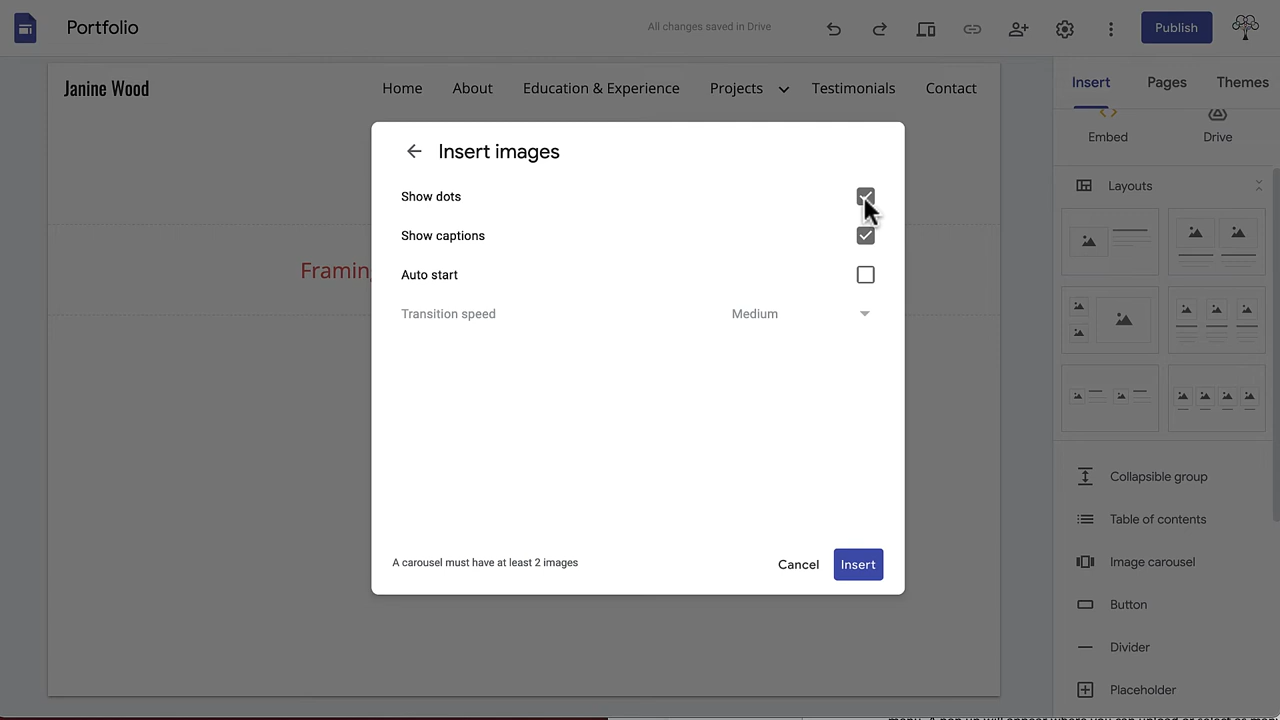 Portfolio
All changes saved in Drive
Publish
Janine Wood
Home
About
Education & Experience
Projects
Testimonials
Contact
Insert
Pages
Themes
Embed
Drive
Layouts
Framing
Insert images
Show dots
Show captions
Auto start
Transition speed
Medium
A carousel must have at least 2 images
Cancel
Insert
Collapsible group
Table of contents
Image carousel
Button
Divider
Placeholder